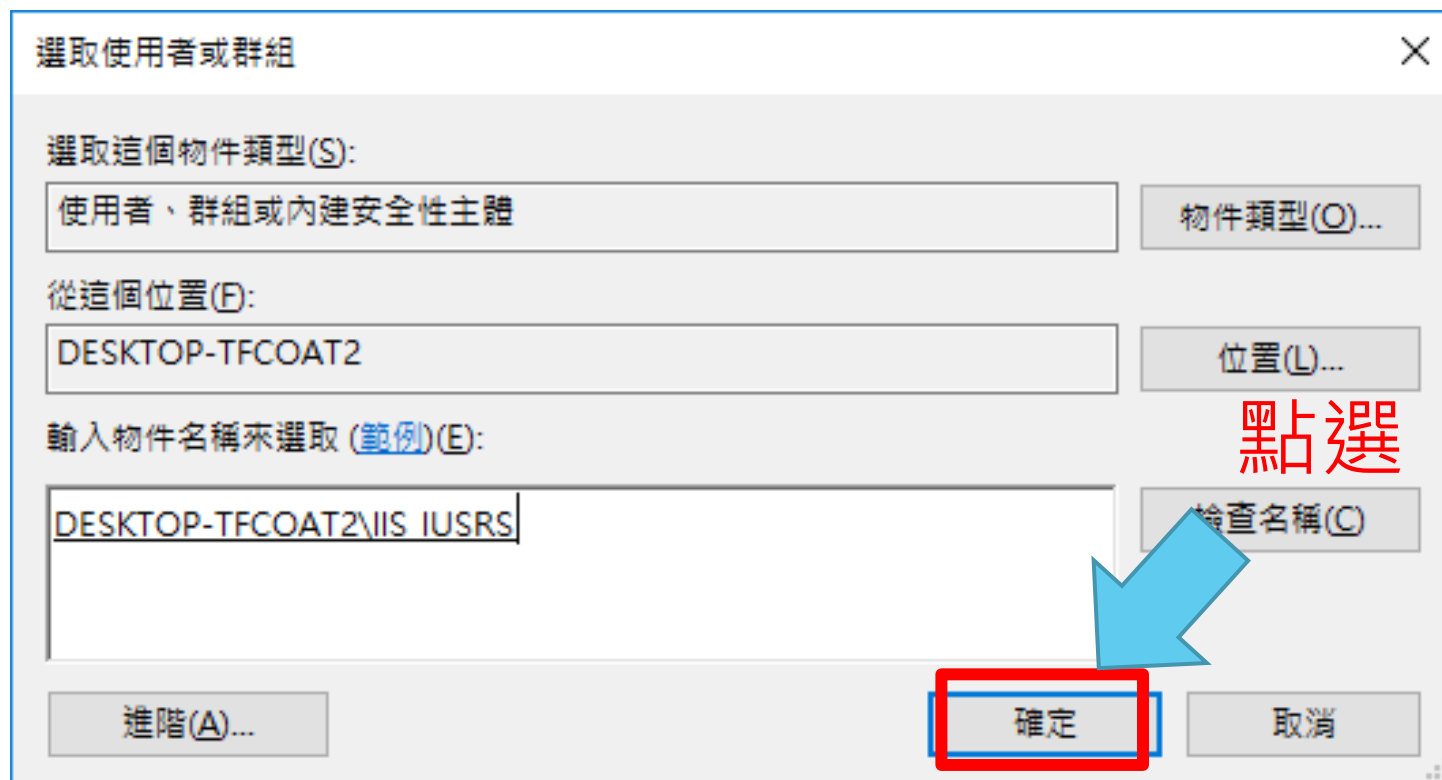 選取使用者或群組
選取這個物件類型(S):
使用者、群組或內建安全性主體
物件類型(O)...
從這個位置(F):
DESKTOP-TFCOAT2
位置(L)...
點選
輸入物件名稱來選取 (範例)(E):
DESKTOP-TFCOAT2\IIS_IUSRS
檢查名稱(C)
進階(A)...
確定
取消